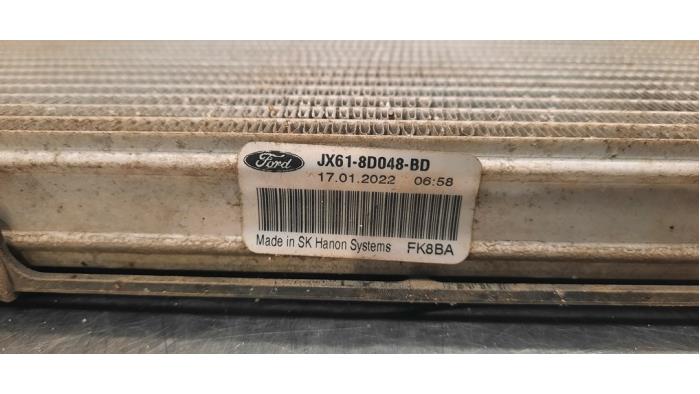 Ford JX61-8D048-BD
17.01.2022 06:58
Made in SK Hanon Systems FK8BA